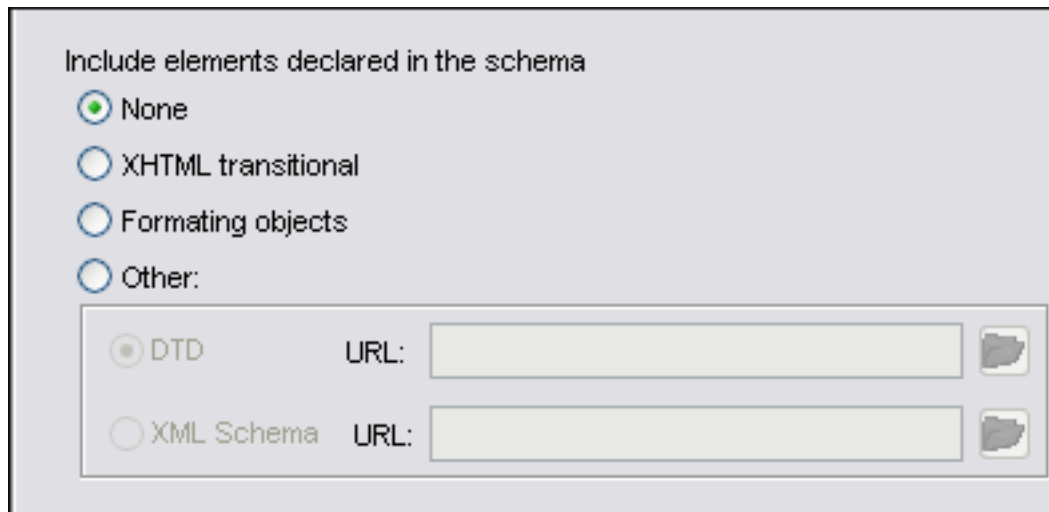 Include elements declared in the schema
None
XHTML transitional
Formating objects
Other:
DTD URL:
XML Schema URL: